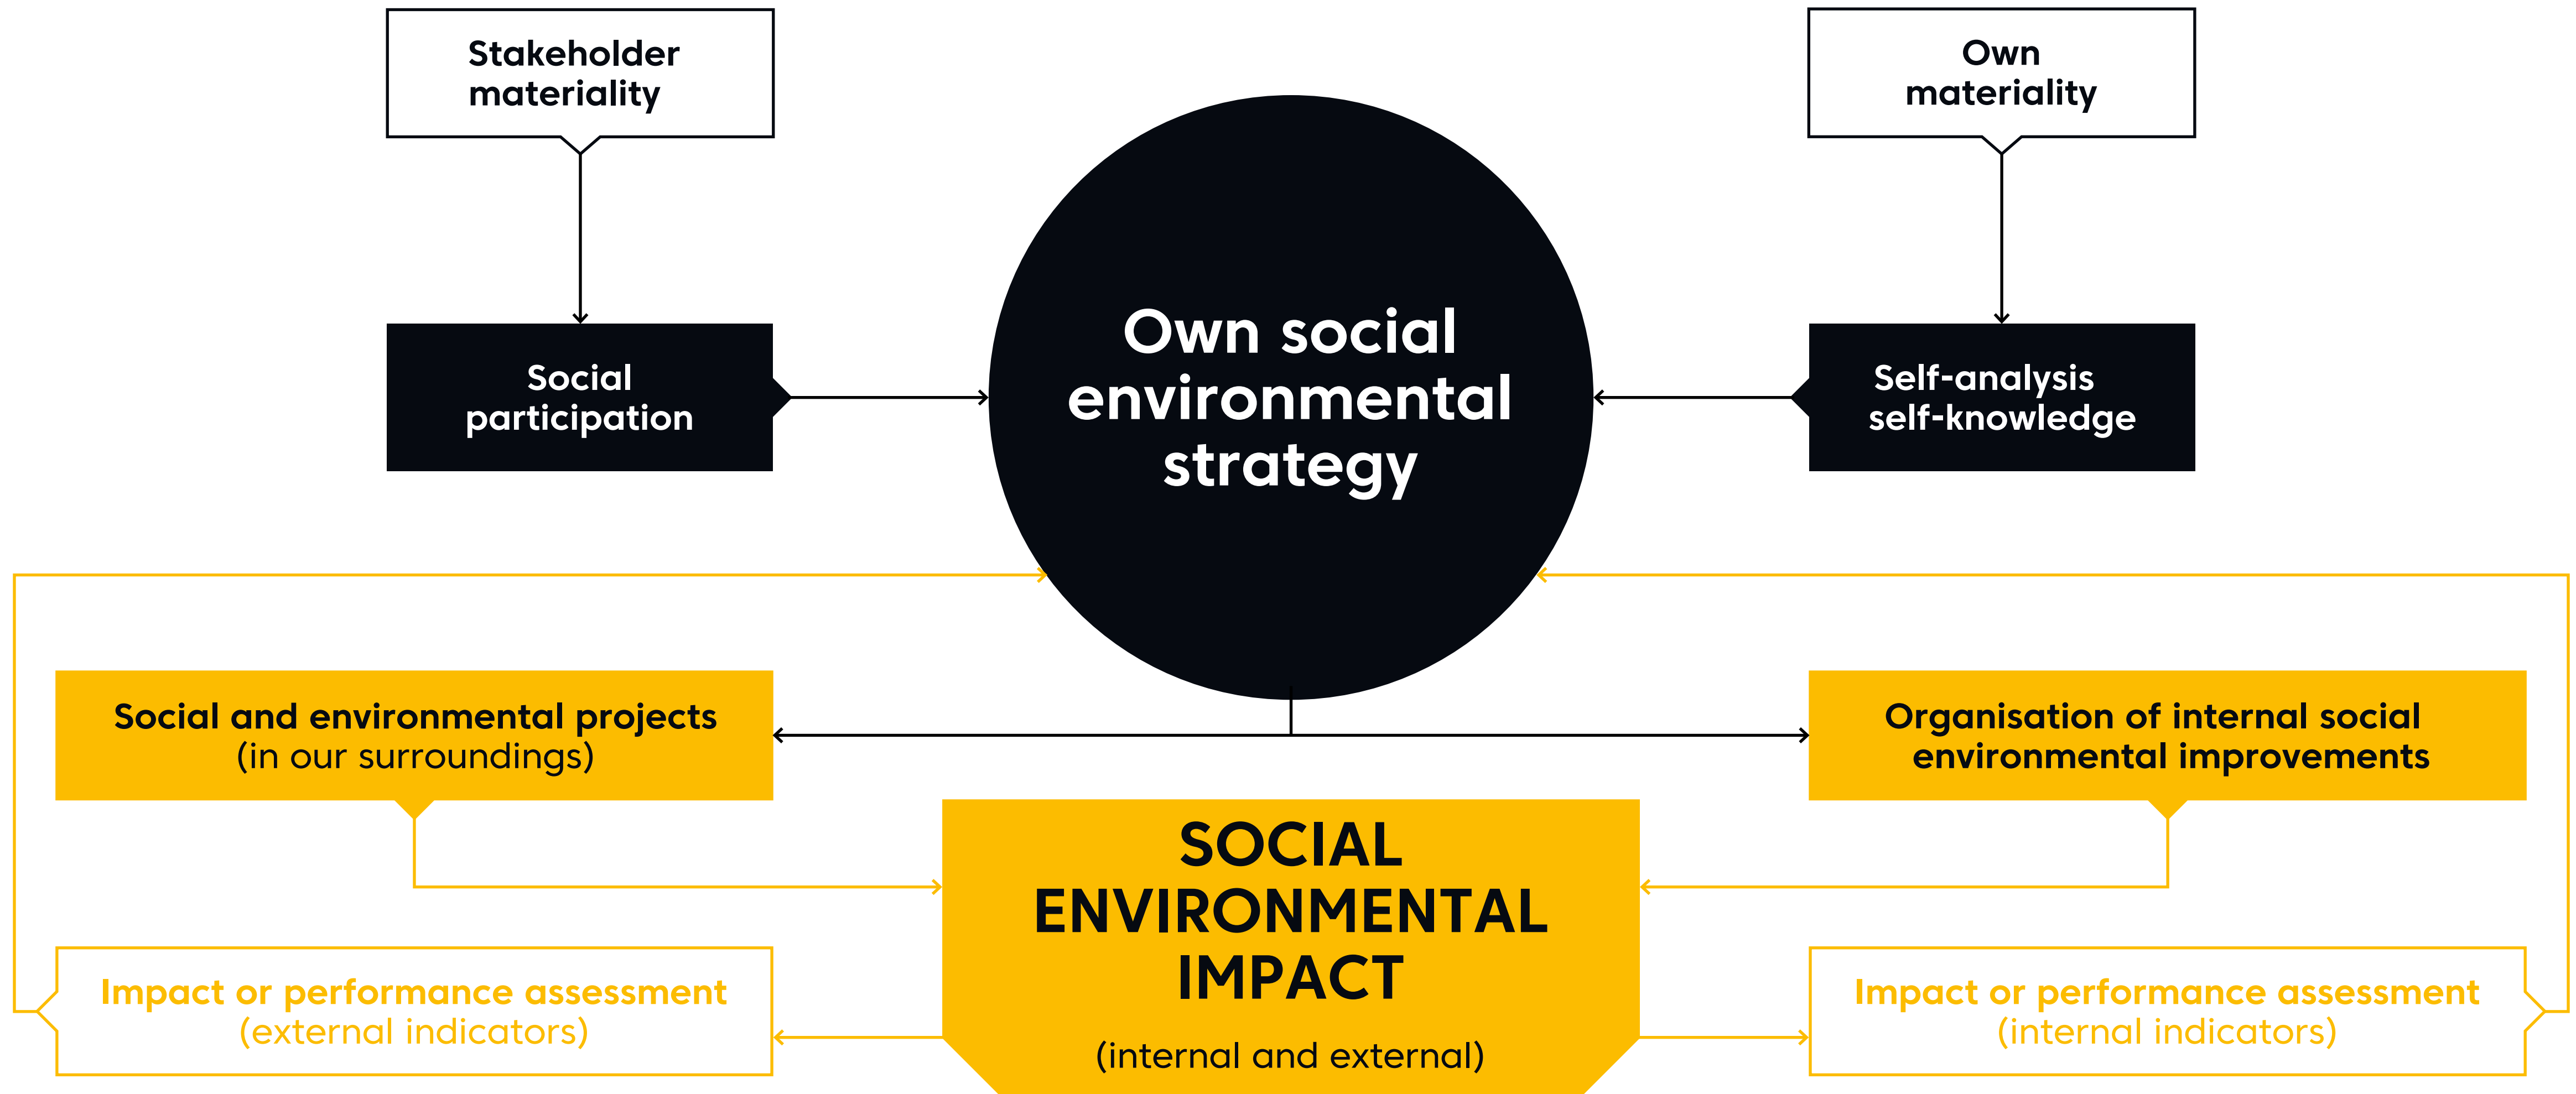 Stakeholder
materiality
Own
materiality
Own social
environmental
strategy
Social
participation
Self-analysis
self-knowledge
Social and environmental projects
(in our surroundings)
Organisation of internal social
environmental improvements
SOCIAL
ENVIRONMENTAL
IMPACT
(internal and external)
Impact or performance assessment
(external indicators)
Impact or performance assessment
(internal indicators)